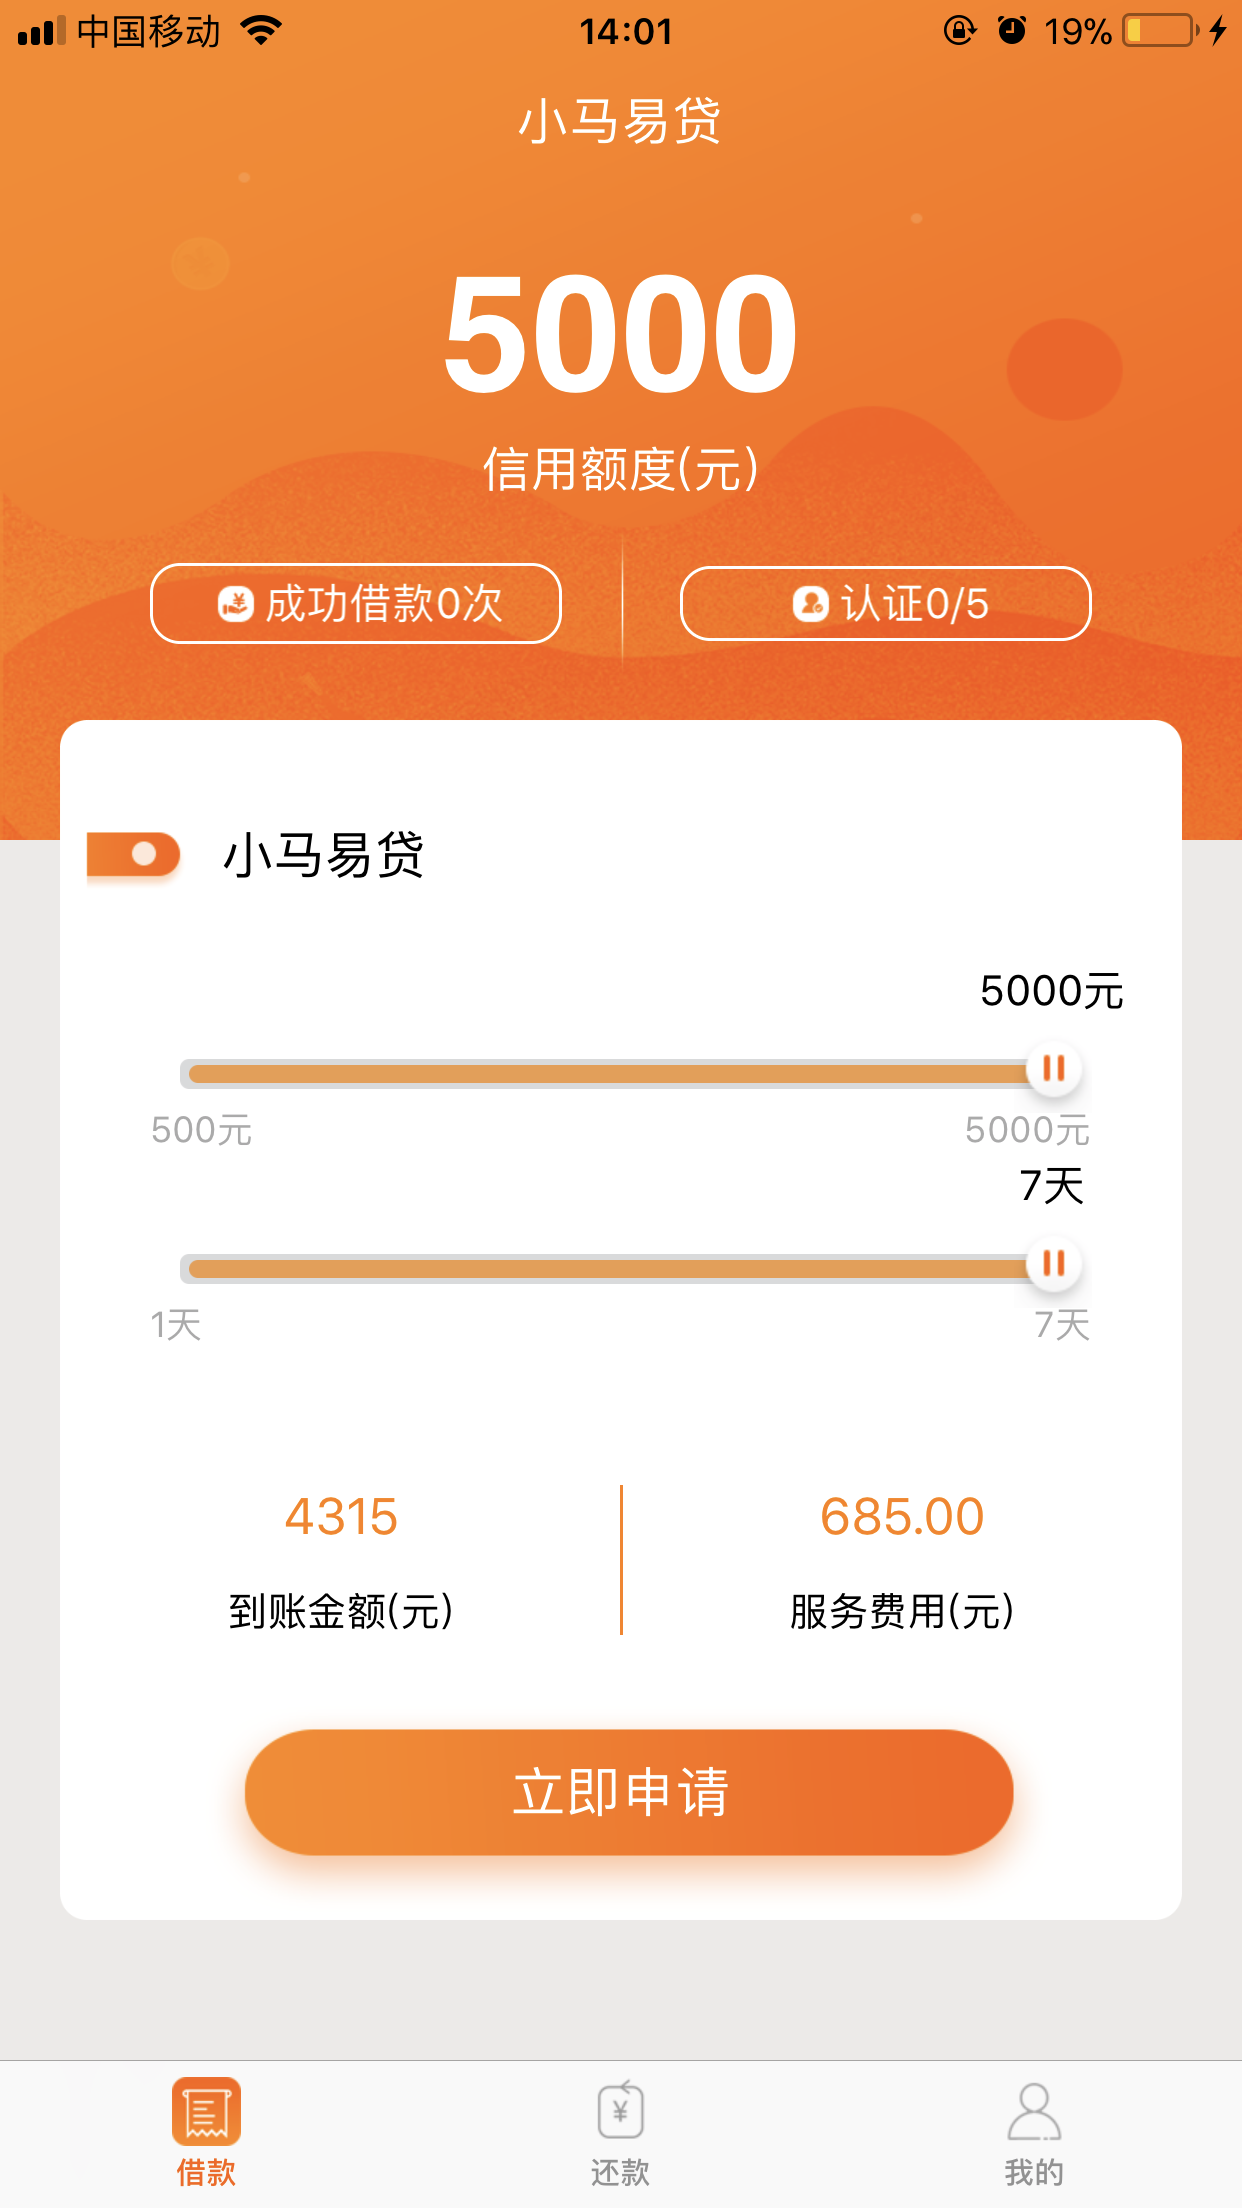 中国移动 14:01 19%
小马易贷
5000
信用额度(元)
成功借款0次 认证0/5
小马易贷
5000元
500元 5000元
7天
1天 7天
4315 685.00
到账金额(元) 服务费用(元)
立即申请
借款 还款 我的